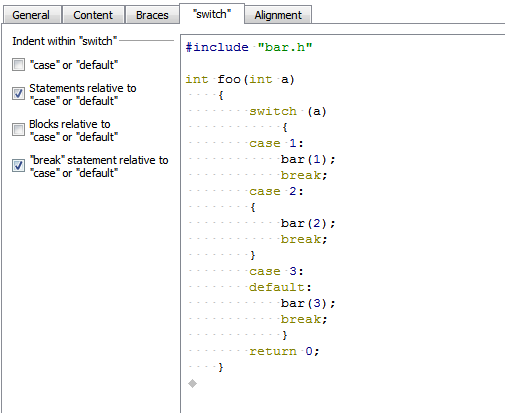 General Content Braces "switch" Alignment
Indent within "switch"
"case" or "default"
Statements relative to
"case" or "default"
Blocks relative to
"case" or "default"
"break" statement relative to
"case" or "default"
#include "bar.h"
int foo(int a)
{
switch (a)
{
case 1:
bar(1);
break;
case 2:
{
bar(2);
break;
}
case 3:
default:
bar(3);
break;
}
return 0;
}